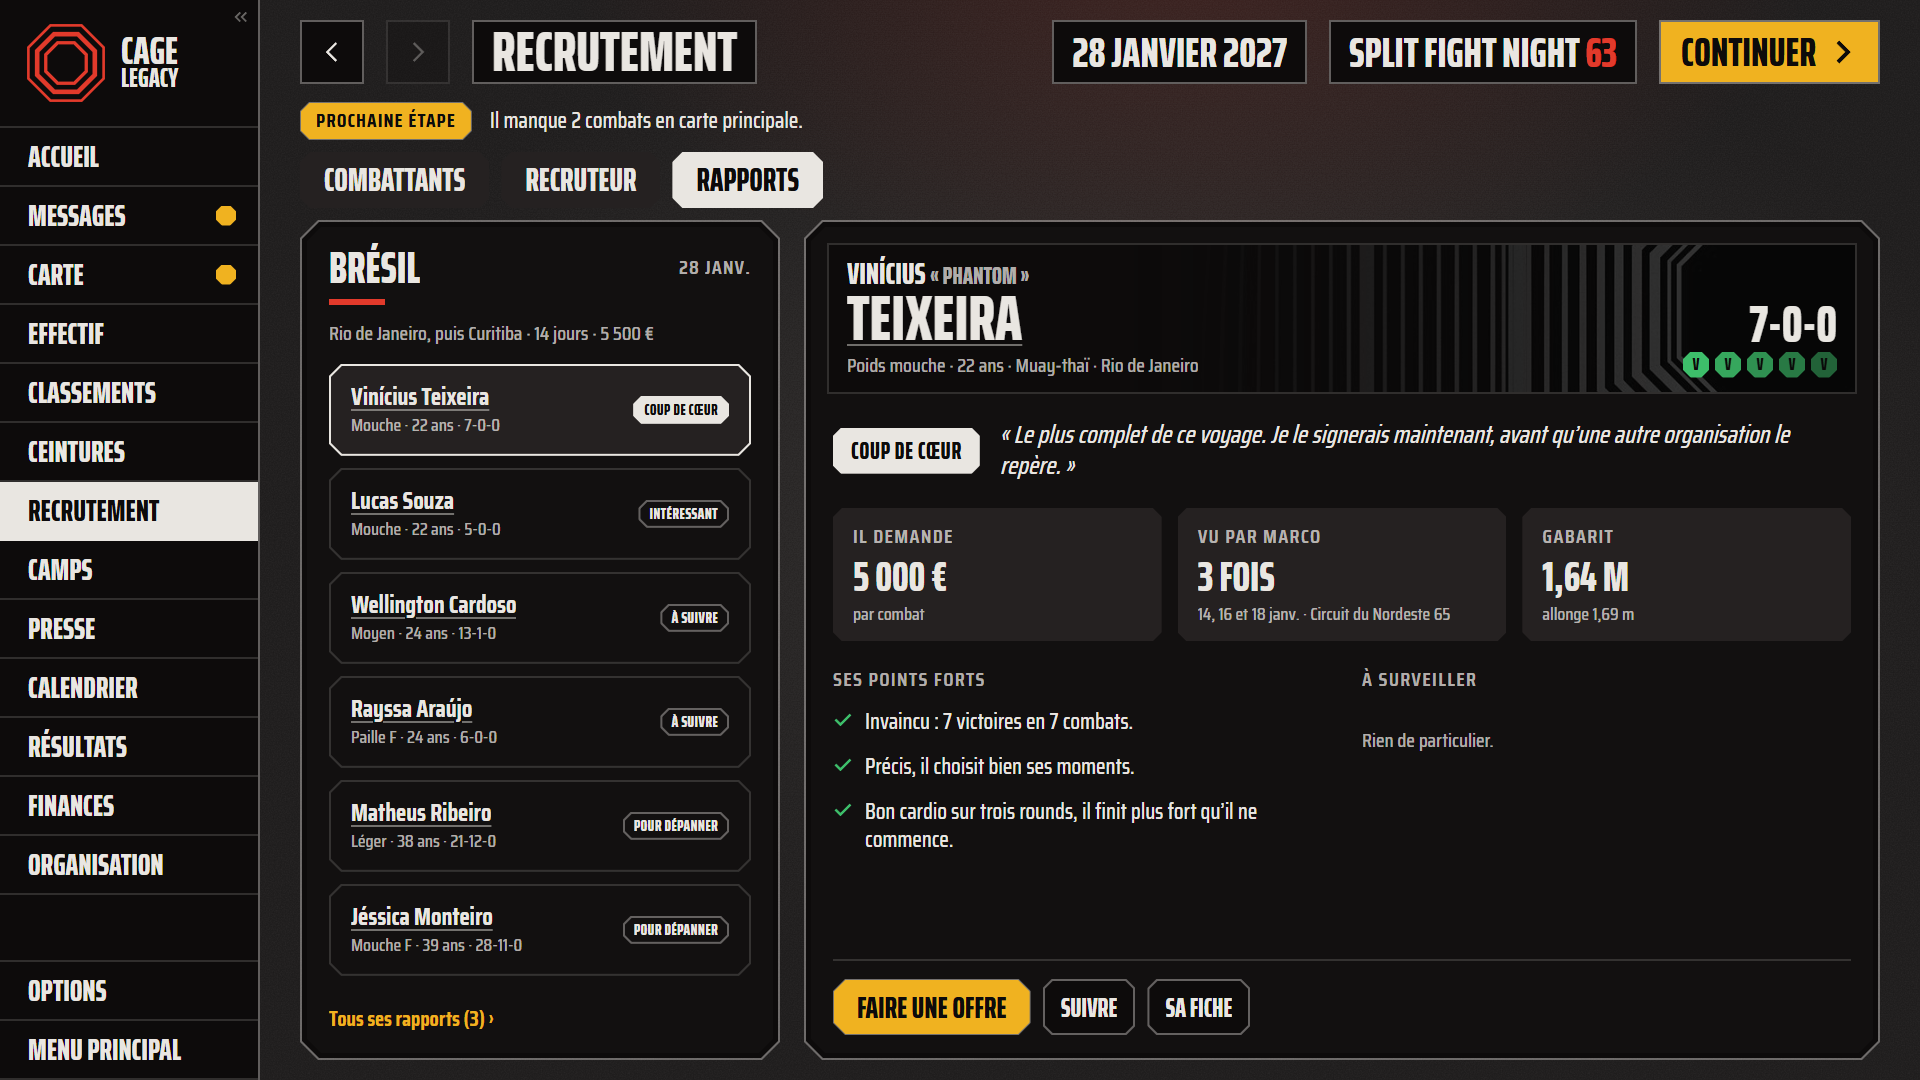 CAGE
LEGACY
«
ACCUEIL
MESSAGES
CARTE
EFFECTIF
CLASSEMENTS
CEINTURES
RECRUTEMENT
CAMPS
PRESSE
CALENDRIER
RÉSULTATS
FINANCES
ORGANISATION
OPTIONS
MENU PRINCIPAL
RECRUTEMENT
28 JANVIER 2027
SPLIT FIGHT NIGHT 63
CONTINUER
PROCHAINE ÉTAPE
Il manque 2 combats en carte principale.
COMBATTANTS
RECRUTEUR
RAPPORTS
BRÉSIL
28 JANV.
Rio de Janeiro, puis Curitiba · 14 jours · 5 500 €
Vinícius Teixeira
Mouche · 22 ans · 7-0-0
COUP DE CŒUR
Lucas Souza
Mouche · 22 ans · 5-0-0
INTÉRESSANT
Wellington Cardoso
Moyen · 24 ans · 13-1-0
À SUIVRE
Rayssa Araújo
Paille F · 24 ans · 6-0-0
À SUIVRE
Matheus Ribeiro
Léger · 38 ans · 21-12-0
POUR DÉPANNER
Jéssica Monteiro
Mouche F · 39 ans · 28-11-0
POUR DÉPANNER
Tous ses rapports (3) ›
VINÍCIUS « PHANTOM »
TEIXEIRA
Poids mouche · 22 ans · Muay-thaï · Rio de Janeiro
7-0-0
V V V V V
COUP DE CŒUR
« Le plus complet de ce voyage. Je le signerais maintenant, avant qu’une autre organisation le
repère. »
IL DEMANDE
5 000 €
par combat
VU PAR MARCO
3 FOIS
14, 16 et 18 janv. · Circuit du Nordeste 65
GABARIT
1,64 M
allonge 1,69 m
SES POINTS FORTS
Invaincu : 7 victoires en 7 combats.
Précis, il choisit bien ses moments.
Bon cardio sur trois rounds, il finit plus fort qu’il ne
commence.
À SURVEILLER
Rien de particulier.
FAIRE UNE OFFRE
SUIVRE
SA FICHE